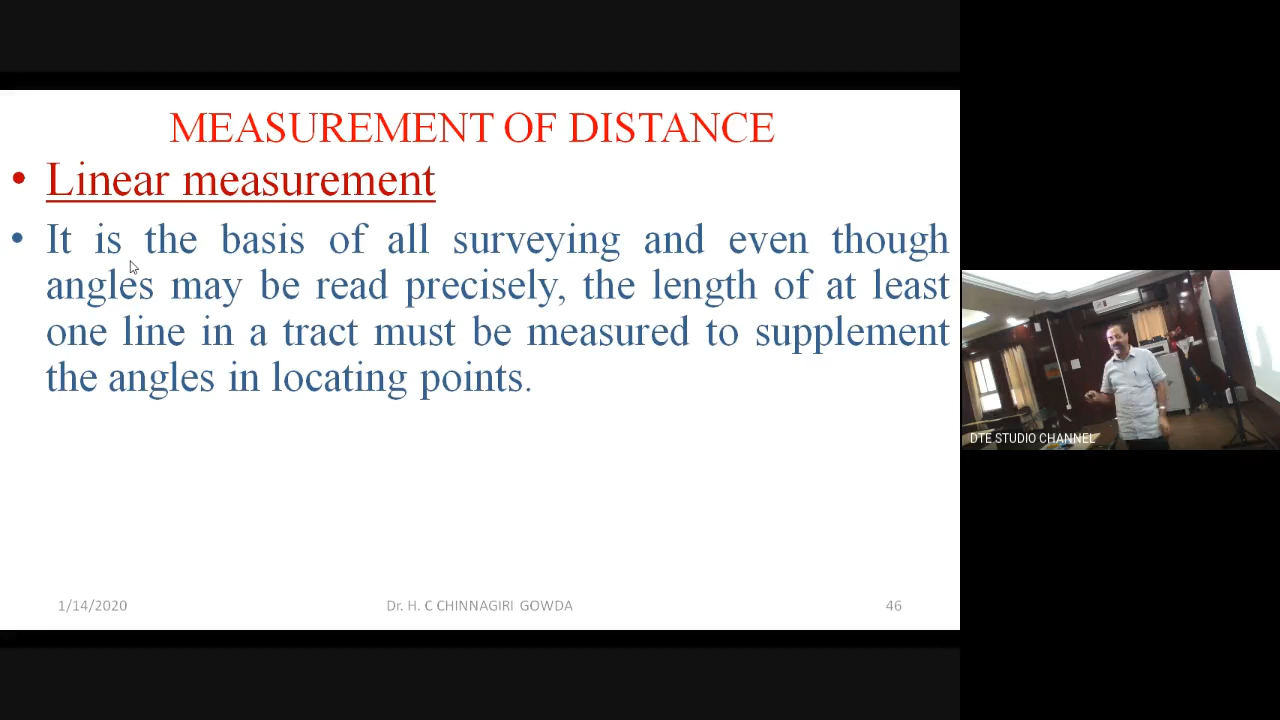 MEASUREMENT OF DISTANCE
• Linear measurement
• It is the basis of all surveying and even though
angles may be read precisely, the length of at least
one line in a tract must be measured to supplement
the angles in locating points.
DTE STUDIO CHANNEL
1/14/2020
Dr. H. C CHINNAGIRI GOWDA
46